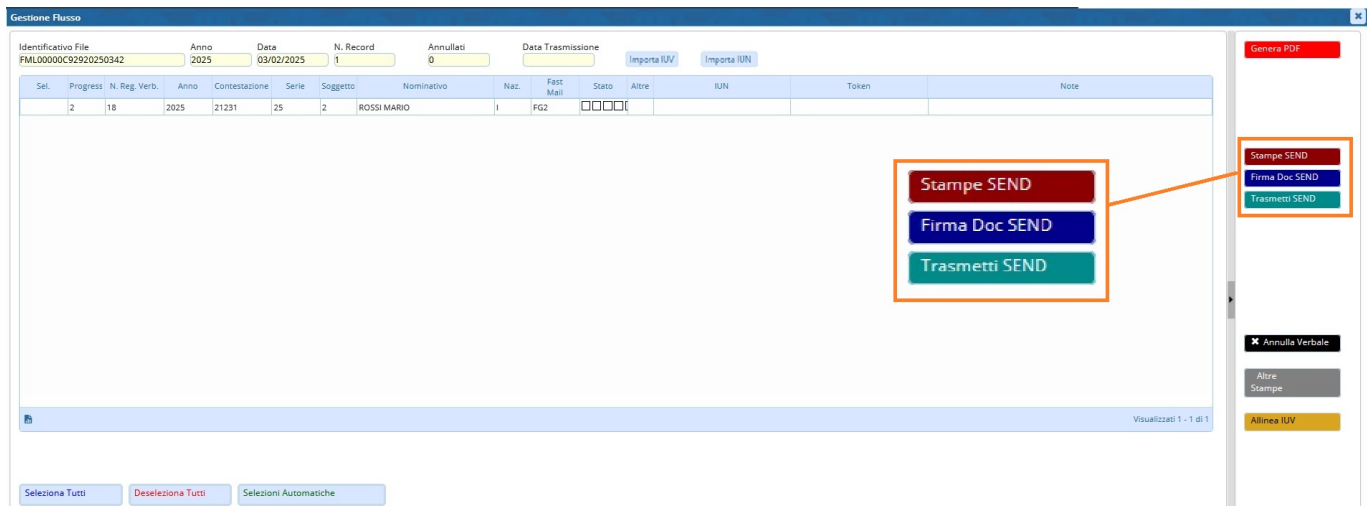 Gestione Flusso
Identificativo File Anno Data N. Record Annullati Data Trasmissione
FML00000C92920250342 2025 03/02/2025 1 0 Importa IUV Importa IUN
Genera PDF
Sel. Progress N. Reg. Verb. Anno Contestazione Serie Soggetto Nominativo Naz. Fast Mail Stato Altre IUN Token Note
2 18 2025 21231 25 2 ROSSI MARIO I FG2
Stampe SEND
Firma Doc SEND
Trasmetti SEND
Stampe SEND
Firma Doc SEND
Trasmetti SEND
Annulla Verbale
Altre
Stampe
Allinea IUV
Visualizzati 1 - 1 di 1
Seleziona Tutti Deseleziona Tutti Selezioni Automatiche